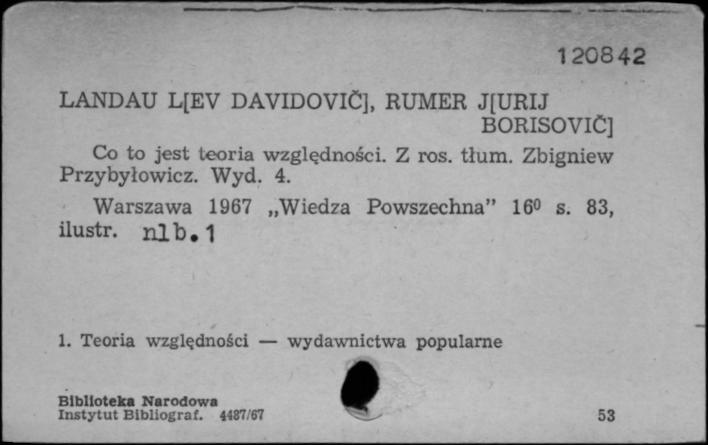 120842
LANDAU L[EV DAVIDOVIČ], RUMER J[URIJ
BORISOVIČ]
Co to jest teoria względności. Z ros. tłum. Zbigniew
Przybyłowicz. Wyd. 4.
Warszawa 1967 „Wiedza Powszechna” 16⁰ s. 83,
ilustr. nlb.1
1. Teoria względności — wydawnictwa popularne
Biblioteka Narodowa
Instytut Bibliograf. 4487/67 53